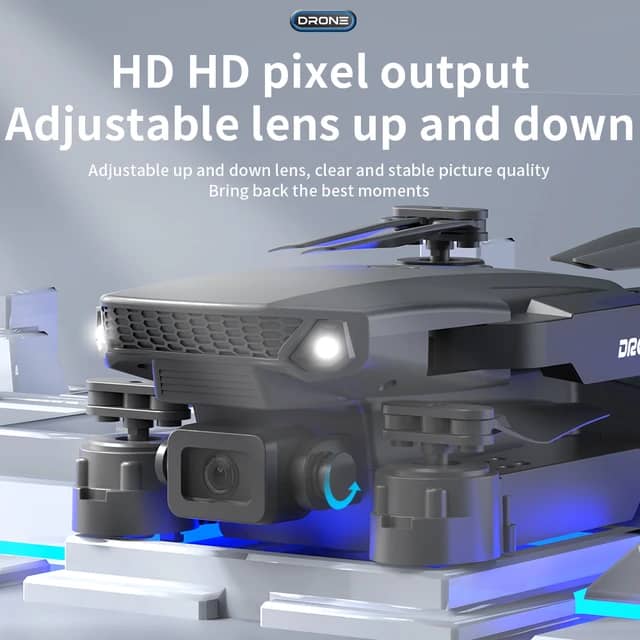 DRONE
HD HD pixel output
Adjustable lens up and down
Adjustable up and down lens, clear and stable picture quality
Bring back the best moments